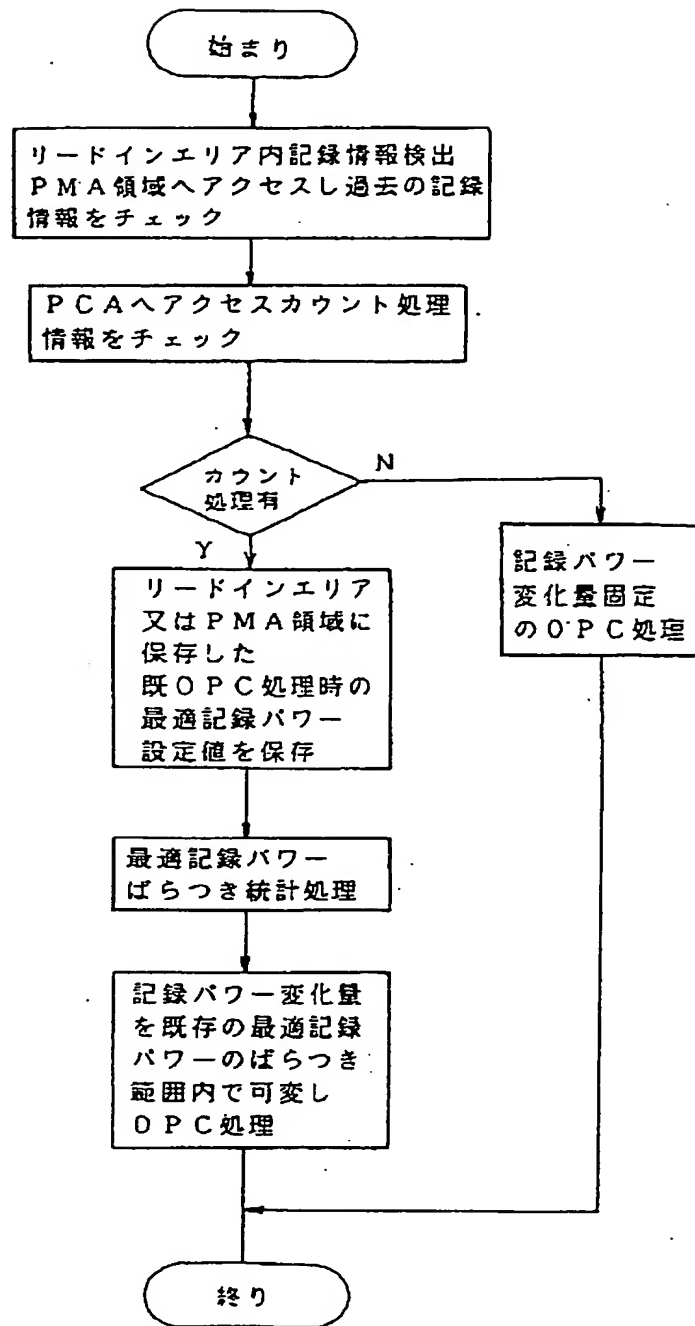 始まり
リードインエリア内記録情報検出
PMA領域へアクセスし過去の記録
情報をチェック
PCAへアクセスカウント処理
情報をチェック
カウント
処理有
N
Y
リードインエリア
又はPMA領域に
保存した
既OPC処理時の
最適記録パワー
設定値を保存
記録パワー
変化量固定
のOPC処理
最適記録パワー
ばらつき統計処理
記録パワー変化量
を既存の最適記録
パワーのばらつき
範囲内で可変し
OPC処理
終り